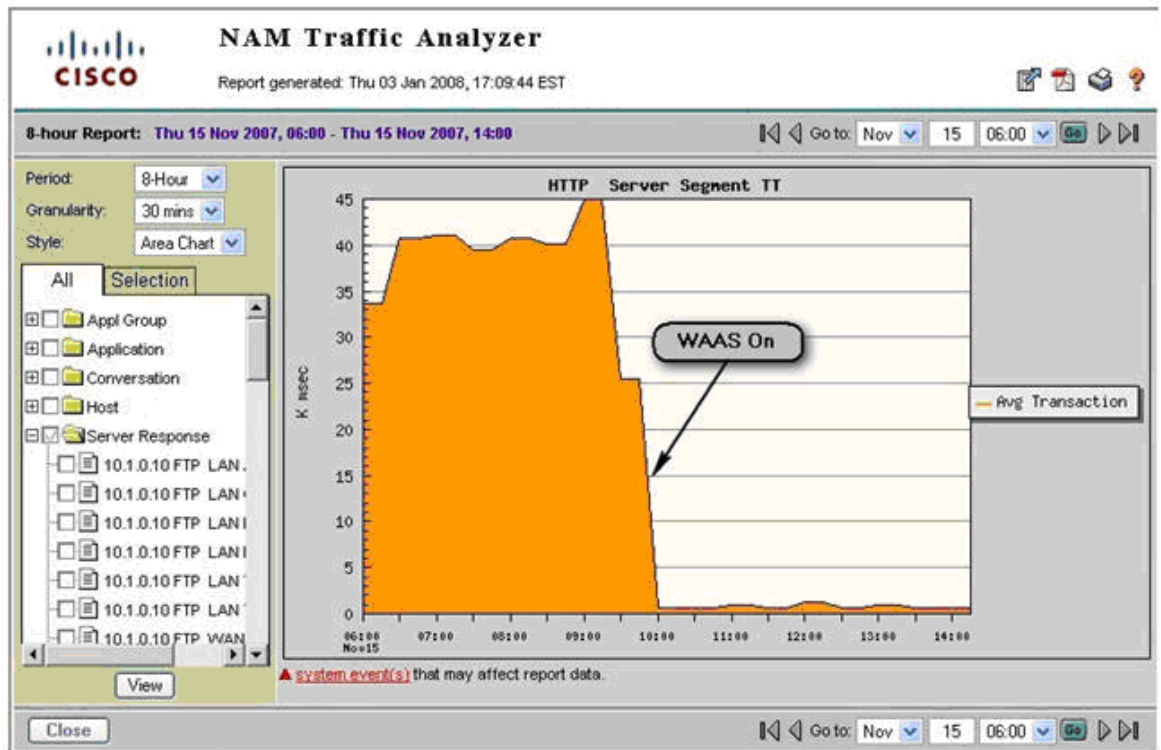 CISCO
NAM Traffic Analyzer
Report generated: Thu 03 Jan 2008, 17:09:44 EST
8-hour Report: Thu 15 Nov 2007, 06:00 - Thu 15 Nov 2007, 14:00
Go to: Nov 15 06:00 Go
Period: 8-Hour
Granularity: 30 mins
Style: Area Chart
All Selection
Appl Group
Application
Conversation
Host
Server Response
10.1.0.10 FTP LAN
10.1.0.10 FTP LAN
10.1.0.10 FTP LAN
10.1.0.10 FTP LAN
10.1.0.10 FTP LAN
10.1.0.10 FTP LAN
10.1.0.10 FTP WAN
View
HTTP Server Segment TT
K msec
45
40
35
30
25
20
15
10
5
0
WAAS On
Avg Transaction
06:00 07:00 08:00 09:00 10:00 11:00 12:00 13:00 14:00
Nov15
system event(s) that may affect report data.
Close
Go to: Nov 15 06:00 Go